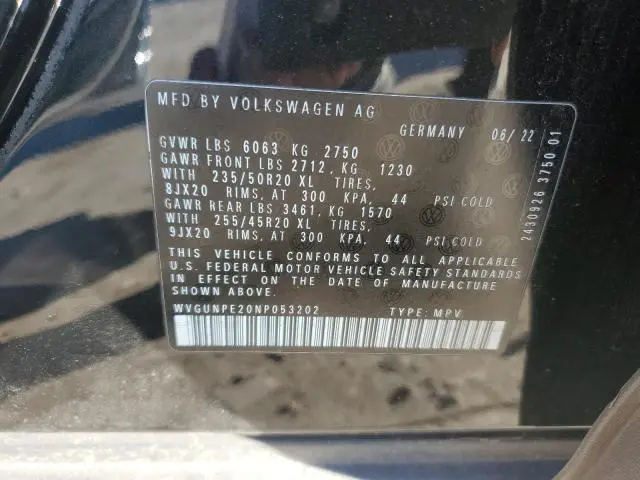 MFD BY VOLKSWAGEN AG
GERMANY 06/22
GVWR LBS 6063 KG 2750
GAWR FRONT LBS 2712, KG 1230
WITH 235/50R20 XL TIRES,
8JX20 RIMS, AT 300 KPA, 44 PSI COLD
GAWR REAR LBS 3461, KG 1570
WITH 255/45R20 XL TIRES,
9JX20 RIMS, AT 300 KPA, 44 PSI COLD
THIS VEHICLE CONFORMS TO ALL APPLICABLE
U.S. FEDERAL MOTOR VEHICLE SAFETY STANDARDS
IN EFFECT ON THE DATE OF MANUFACTURE
SHOWN ABOVE.
WVGUNPE20NP053202 TYPE: MPV
2430926 3750 01